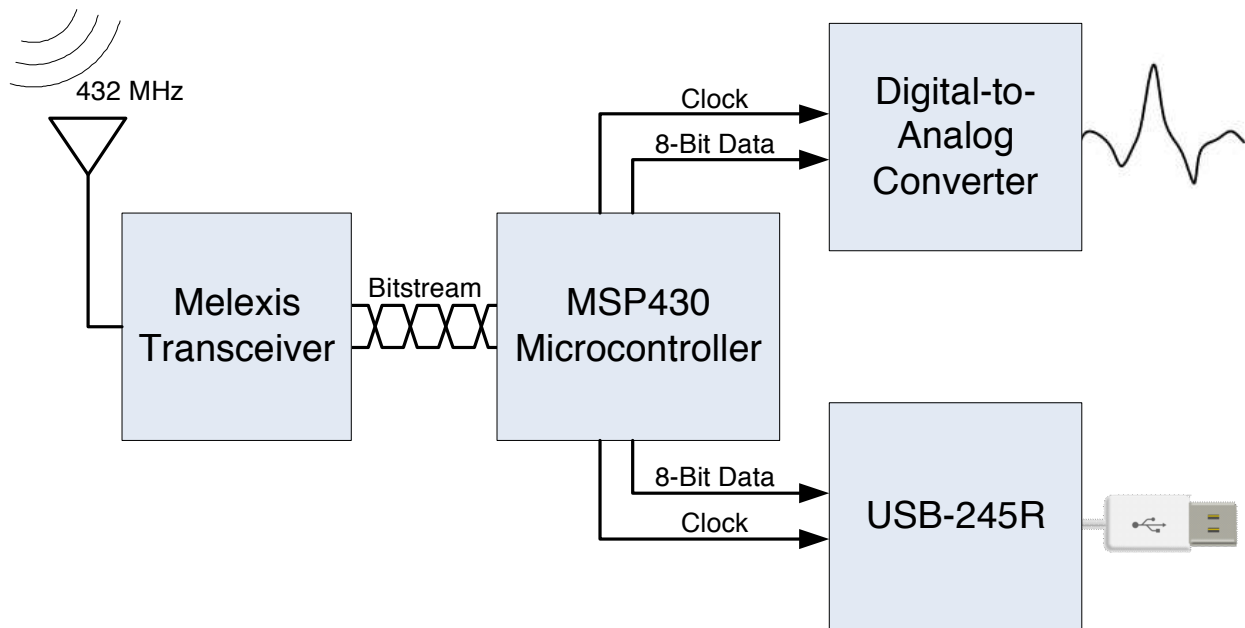 432 MHz
Melexis
Transceiver
Bitstream
MSP430
Microcontroller
Clock
8-Bit Data
Digital-to-
Analog
Converter
8-Bit Data
Clock
USB-245R